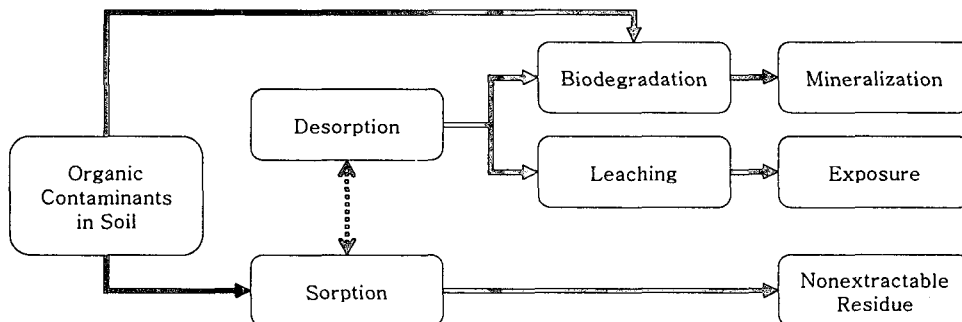 Biodegradation
Mineralization
Desorption
Organic
Contaminants
in Soil
Leaching
Exposure
Sorption
Nonextractable
Residue